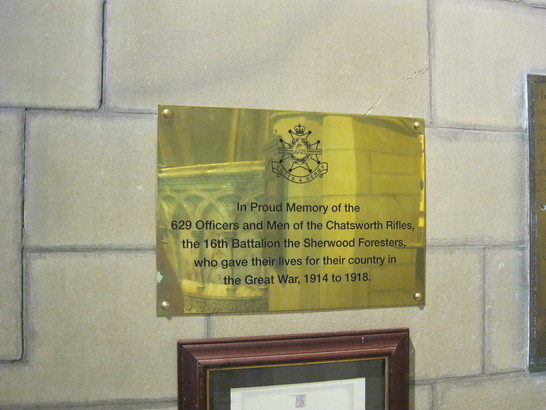 In Proud Memory of the
629 Officers and Men of the Chatsworth Rifles,
the 16th Battalion the Sherwood Foresters,
who gave their lives for their country in
the Great War, 1914 to 1918.